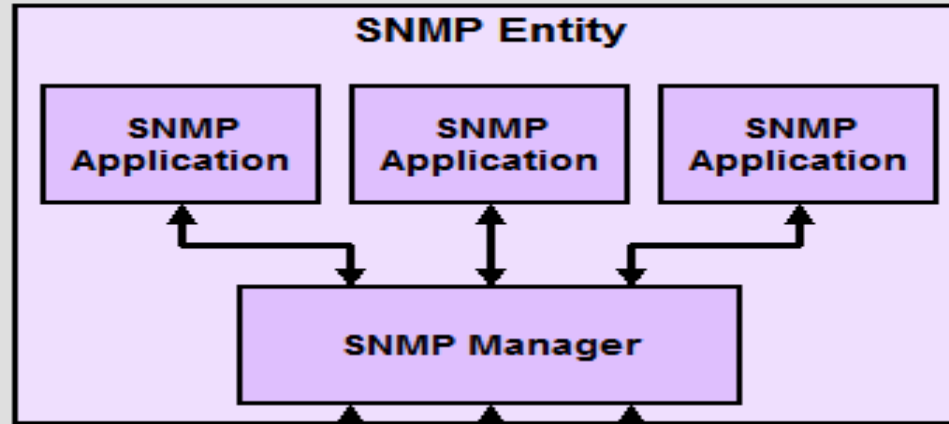 SNMP Entity
SNMP
Application
SNMP
Application
SNMP
Application
SNMP Manager